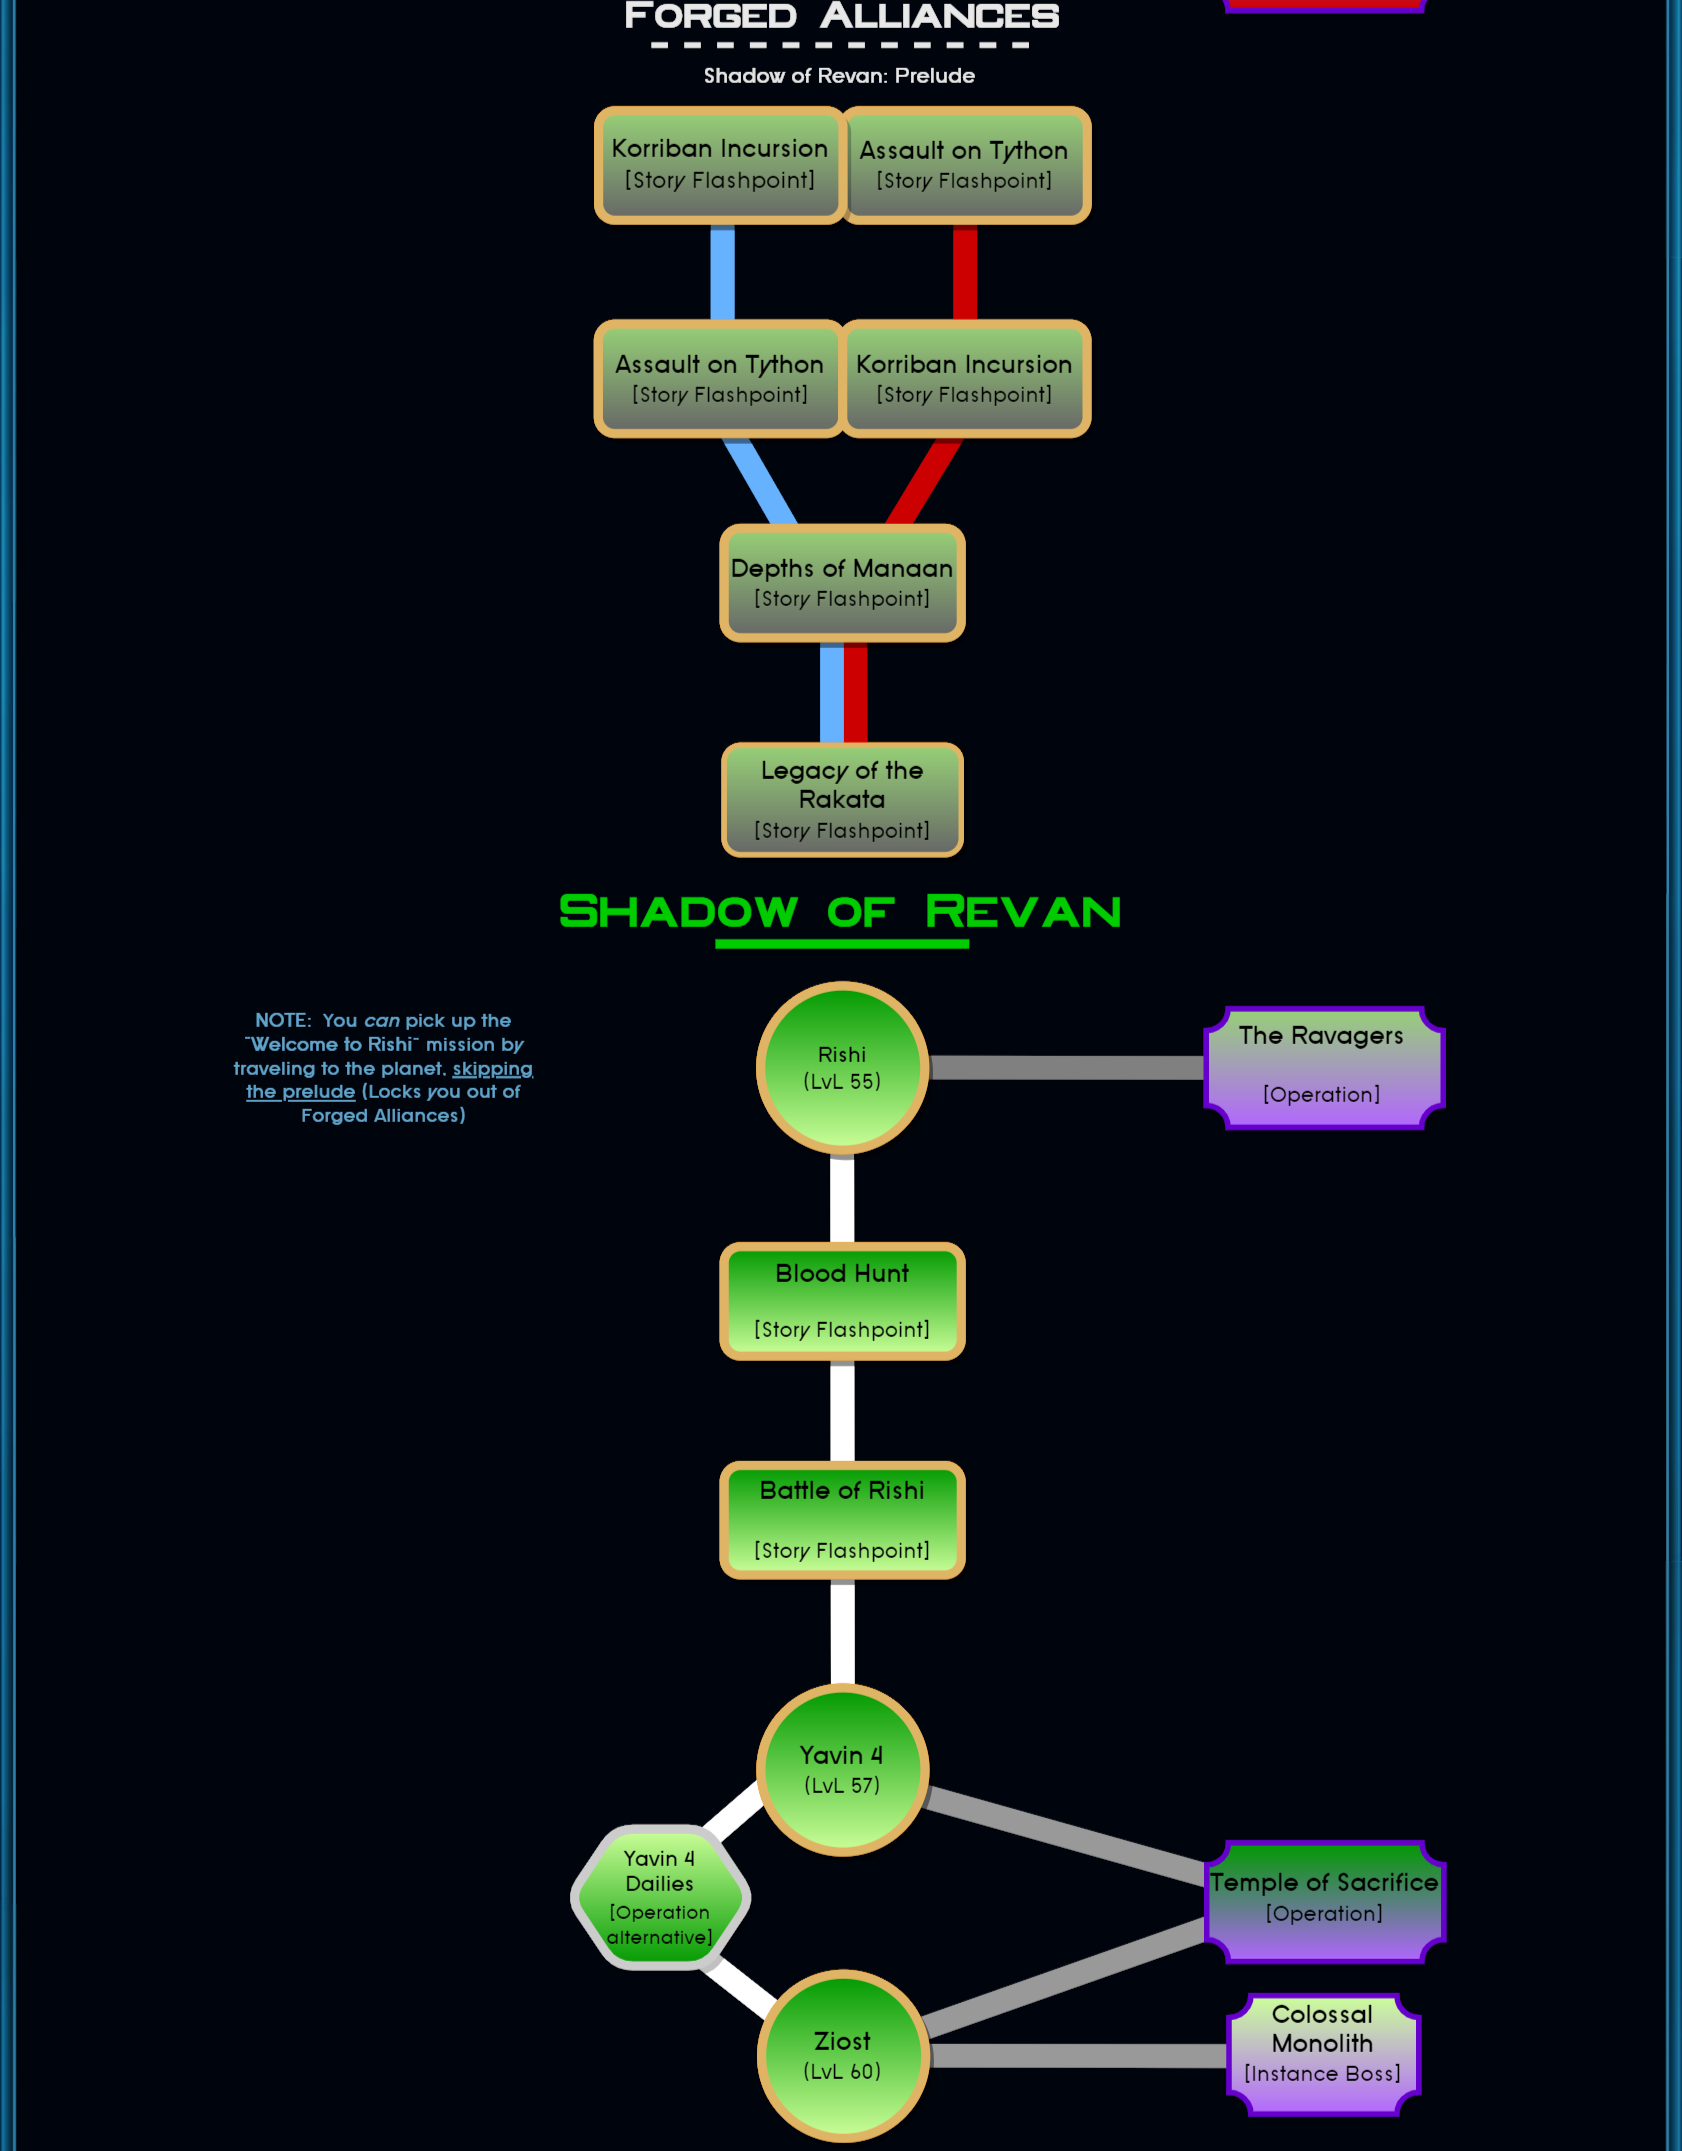 Forged Alliances
Shadow of Revan: Prelude
Korriban Incursion
[Story Flashpoint]
Assault on Tython
[Story Flashpoint]
Assault on Tython
[Story Flashpoint]
Korriban Incursion
[Story Flashpoint]
Depths of Manaan
[Story Flashpoint]
Legacy of the
Rakata
[Story Flashpoint]
Shadow of Revan
NOTE: You can pick up the
"Welcome to Rishi" mission by
traveling to the planet, skipping
the prelude (Locks you out of
Forged Alliances)
Rishi
(LvL 55)
The Ravagers
[Operation]
Blood Hunt
[Story Flashpoint]
Battle of Rishi
[Story Flashpoint]
Yavin 4
(LvL 57)
Yavin 4
Dailies
[Operation
alternative]
Temple of Sacrifice
[Operation]
Ziost
(LvL 60)
Colossal
Monolith
[Instance Boss]